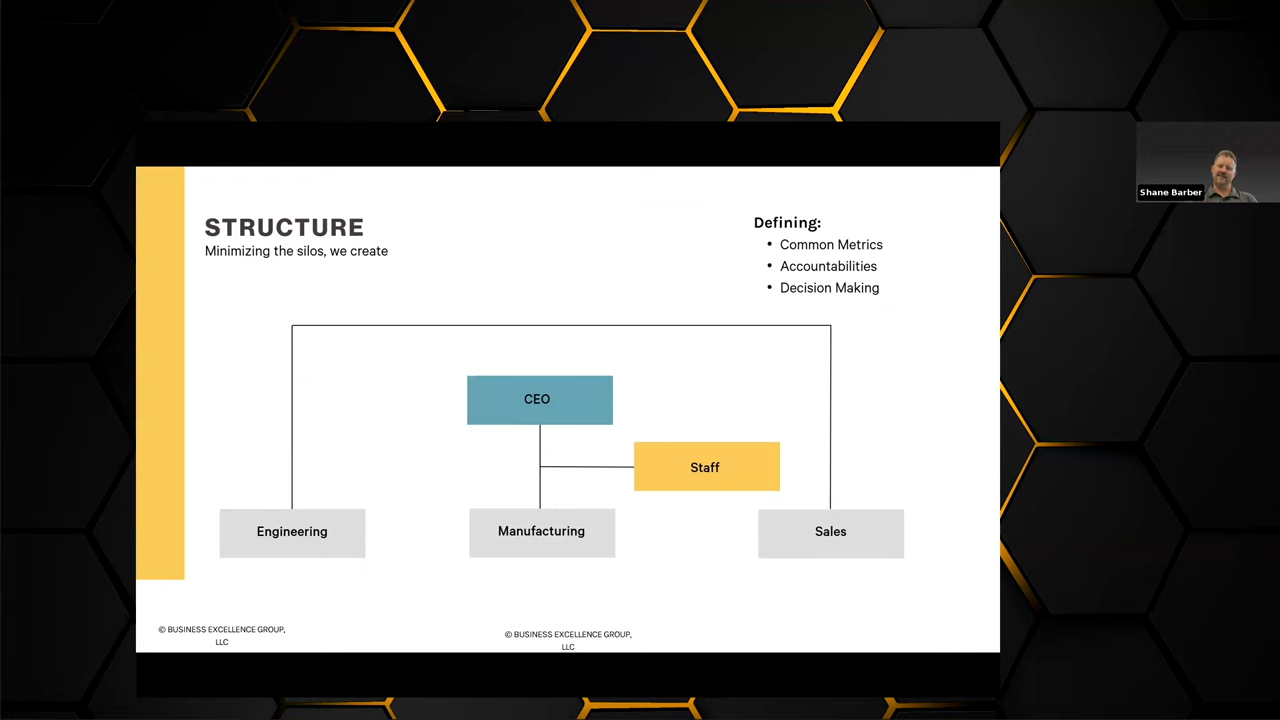 STRUCTURE
Minimizing the silos, we create
Defining:
• Common Metrics
• Accountabilities
• Decision Making
CEO
Staff
Engineering
Manufacturing
Sales
© BUSINESS EXCELLENCE GROUP,
LLC
© BUSINESS EXCELLENCE GROUP,
LLC
Shane Barber